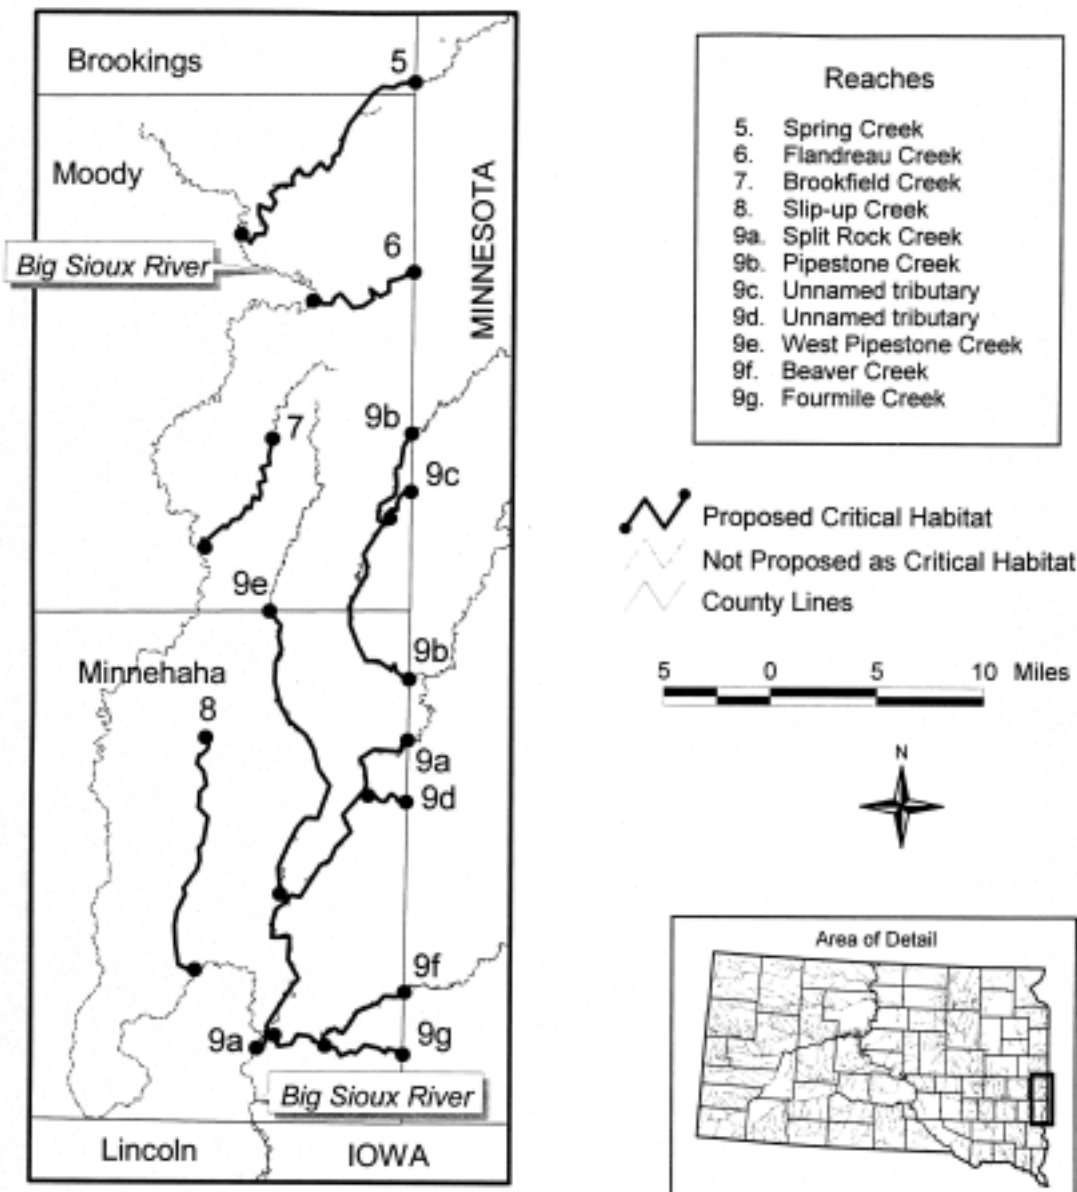 Brookings
5
Moody
MINNESOTA
Big Sioux River
6
7
9b
9c
9e
9b
Minnehaha
8
9a
9d
9f
9a
9g
Big Sioux River
Lincoln
IOWA
Reaches
5. Spring Creek
6. Flandreau Creek
7. Brookfield Creek
8. Slip-up Creek
9a. Split Rock Creek
9b. Pipestone Creek
9c. Unnamed tributary
9d. Unnamed tributary
9e. West Pipestone Creek
9f. Beaver Creek
9g. Fourmile Creek
Proposed Critical Habitat
Not Proposed as Critical Habitat
County Lines
5 0 5 10 Miles
N
Area of Detail